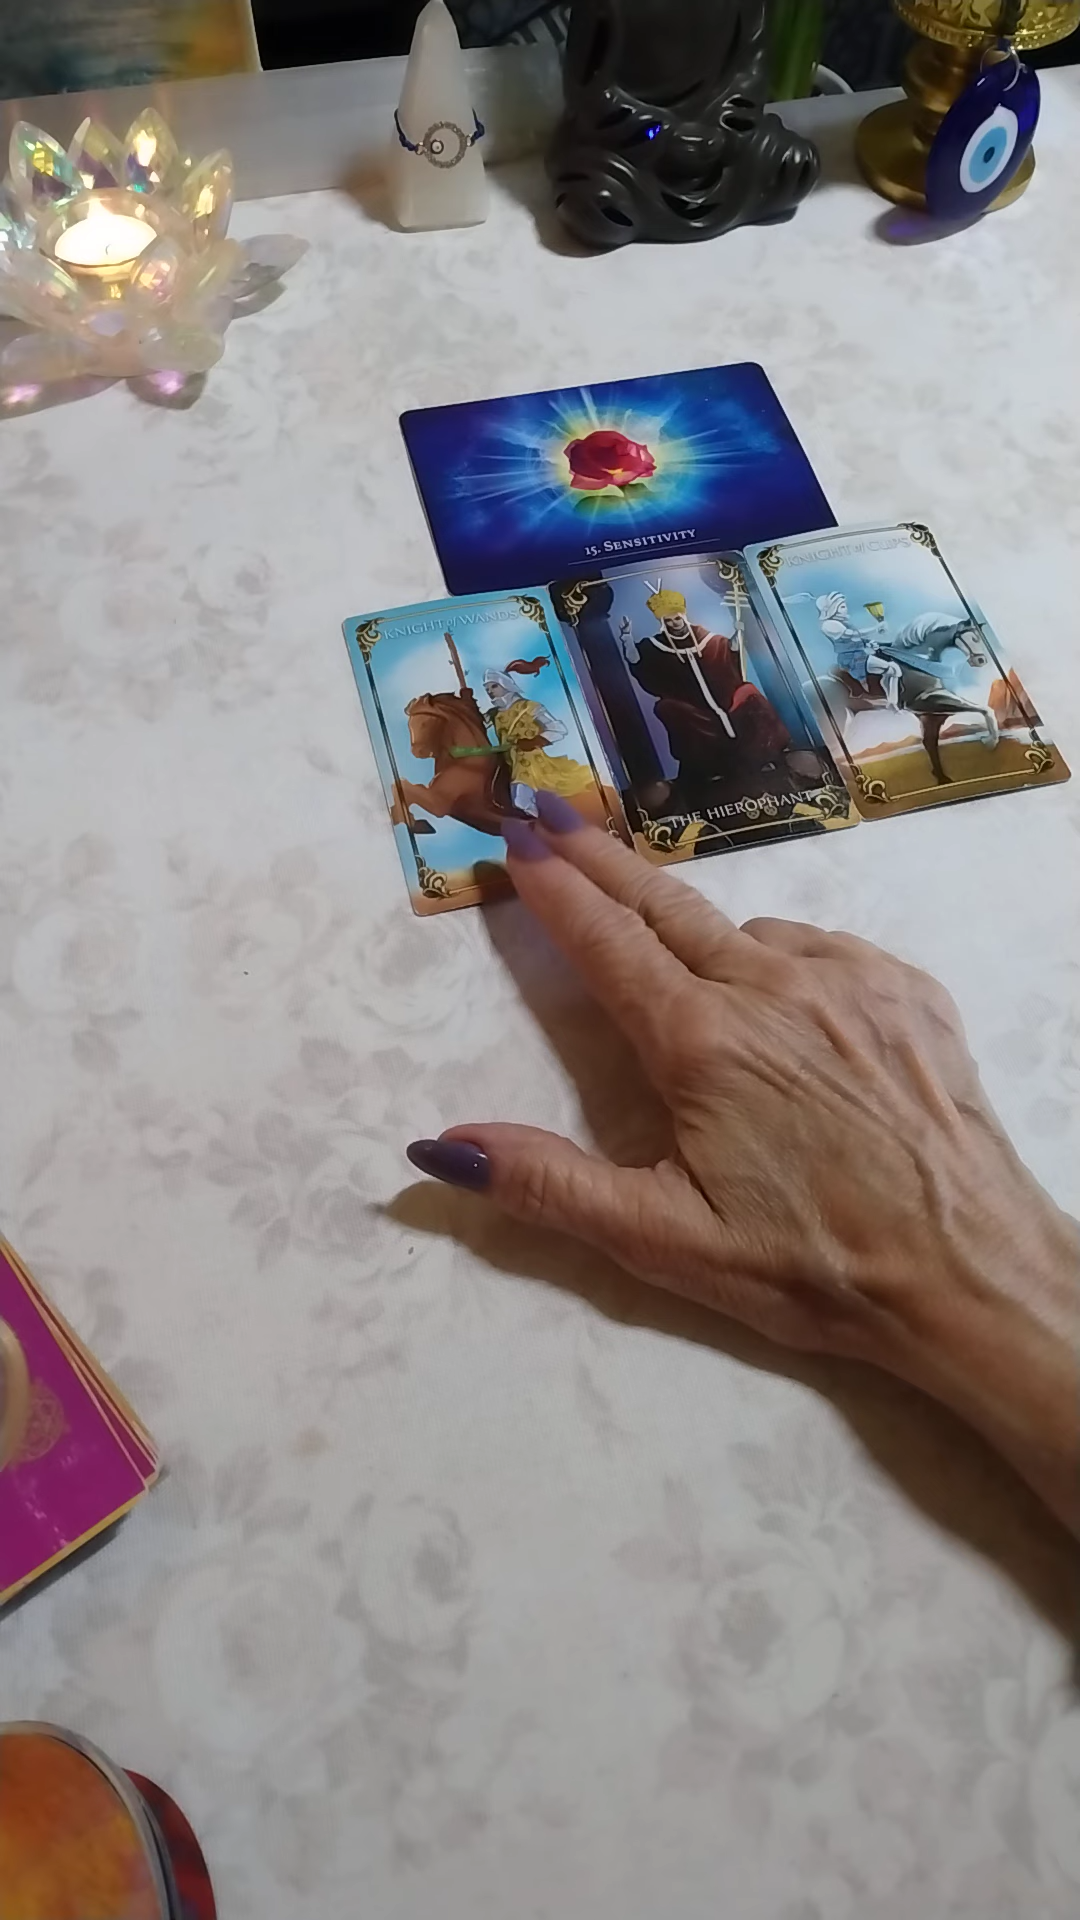 15. SENSITIVITY
KNIGHT of WANDS
V
THE HIEROPHANT
KNIGHT of CUPS